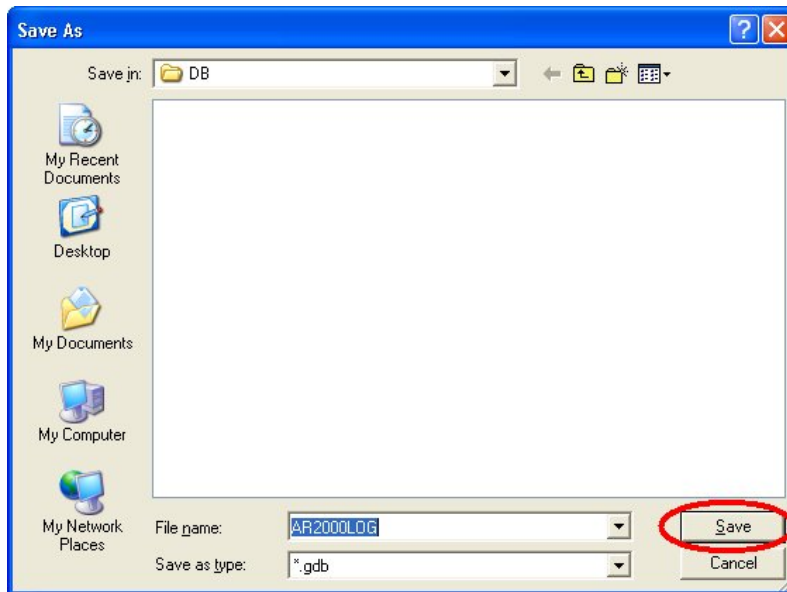 Save As
Save in:
DB
My Recent
Documents
Desktop
My Documents
My Computer
My Network
Places
File name:
AR2000LOG
Save
Save as type:
*.gdb
Cancel